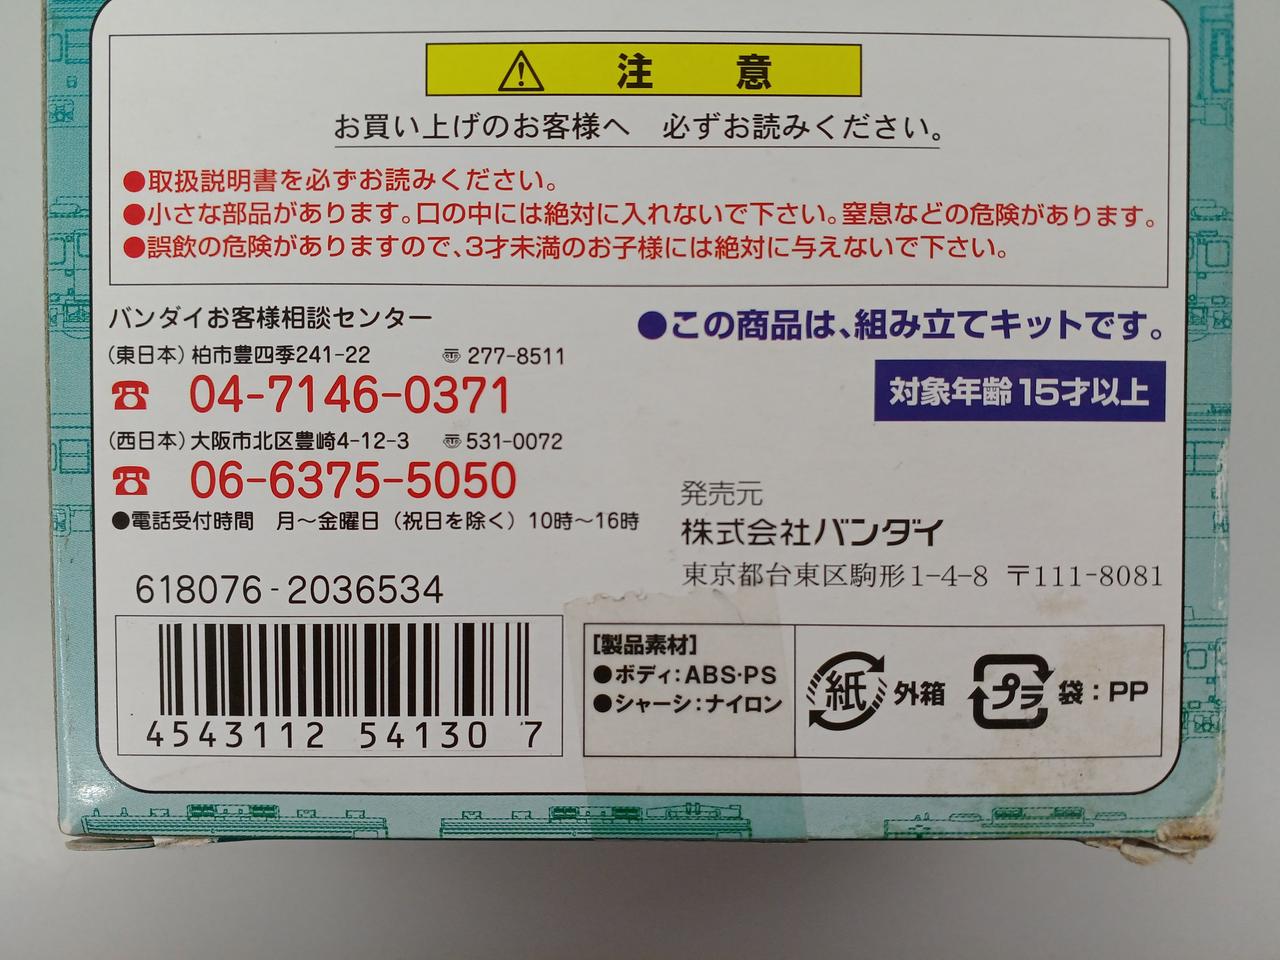 注 意
お買い上げのお客様へ 必ずお読みください。
●取扱説明書を必ずお読みください。
●小さな部品があります。口の中には絶対に入れないで下さい。窒息などの危険があります。
●誤飲の危険がありますので、3才未満のお子様には絶対に与えないで下さい。
バンダイお客様相談センター
(東日本) 柏市豊四季241-22 277-8511
☎ 04-7146-0371
(西日本) 大阪市北区豊崎4-12-3 531-0072
☎ 06-6375-5050
●電話受付時間 月〜金曜日(祝日を除く)10時〜16時
●この商品は、組み立てキットです。
対象年齢15才以上
発売元
株式会社バンダイ
東京都台東区駒形1-4-8 〒111-8081
618076-2036534
4543112 54130 7
[製品素材]
●ボディ:ABS・PS
●シャーシ:ナイロン
紙 外箱
プラ 袋:PP